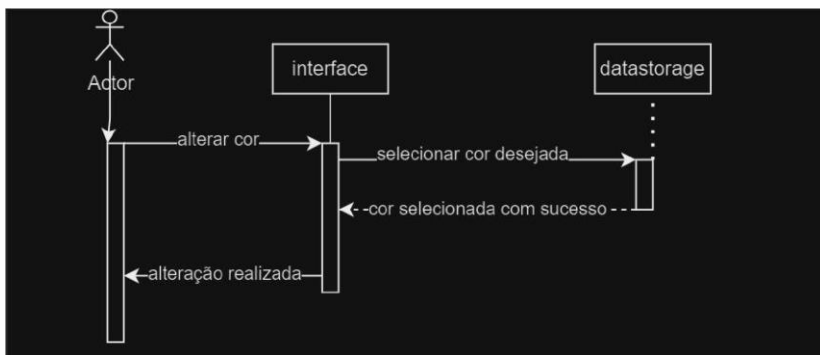 interface
datastorage
Actor
alterar cor
selecionar cor desejada
cor selecionada com sucesso
alteração realizada